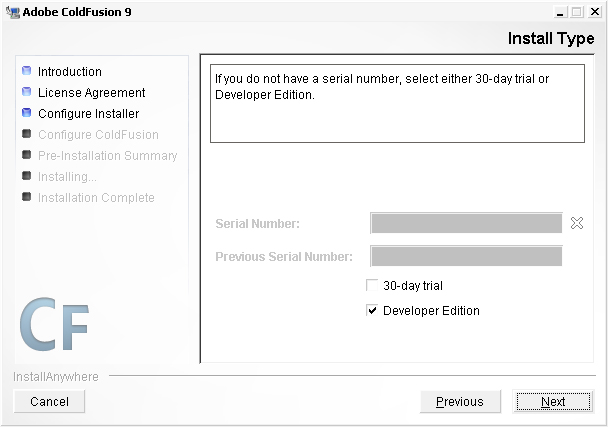 Adobe ColdFusion 9
Install Type
Introduction
License Agreement
Configure Installer
Configure ColdFusion
Pre-Installation Summary
Installing...
Installation Complete
If you do not have a serial number, select either 30-day trial or
Developer Edition.
Serial Number:
Previous Serial Number:
30-day trial
Developer Edition
CF
InstallAnywhere
Cancel
Previous
Next